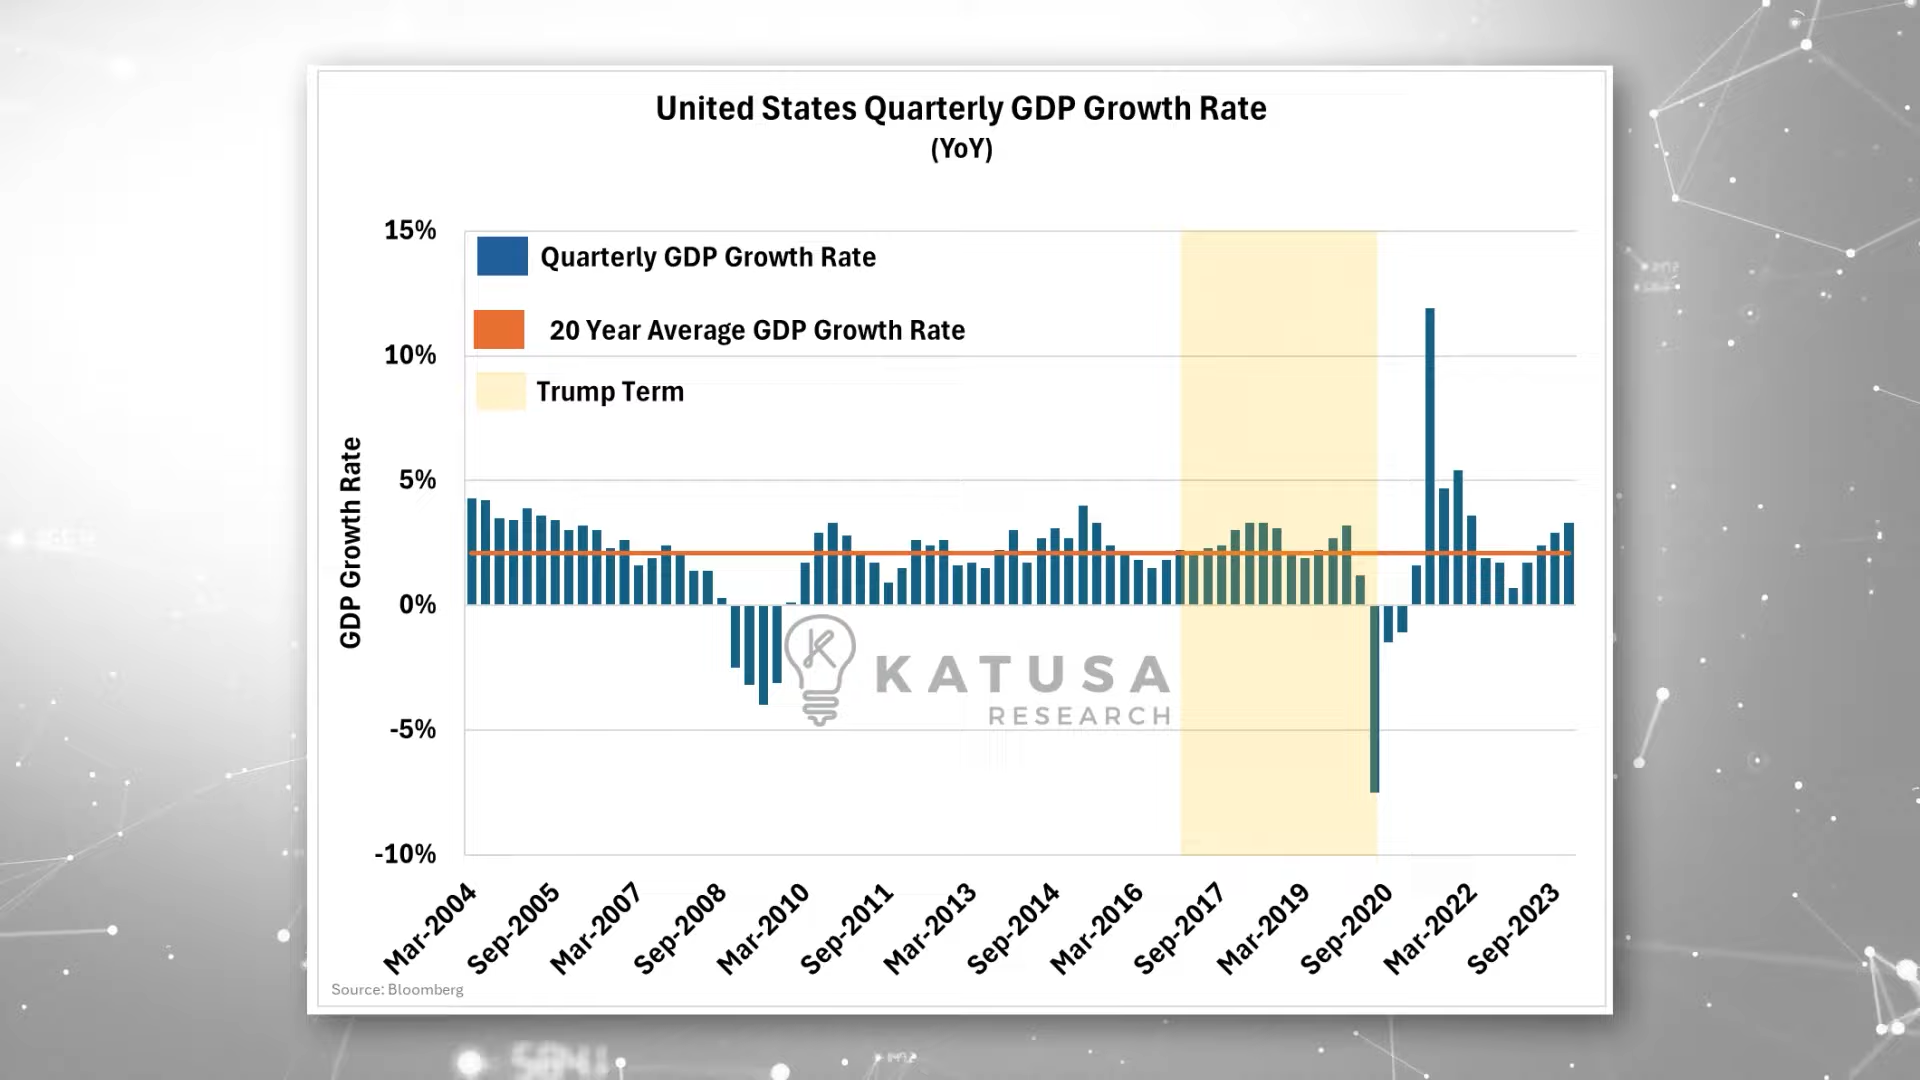 United States Quarterly GDP Growth Rate
(YoY)
15%
10%
5%
0%
-5%
-10%
GDP Growth Rate
Quarterly GDP Growth Rate
20 Year Average GDP Growth Rate
Trump Term
KATUSA
RESEARCH
Mar-2004
Sep-2005
Mar-2007
Sep-2008
Mar-2010
Sep-2011
Mar-2013
Sep-2014
Mar-2016
Sep-2017
Mar-2019
Sep-2020
Mar-2022
Sep-2023
Source: Bloomberg